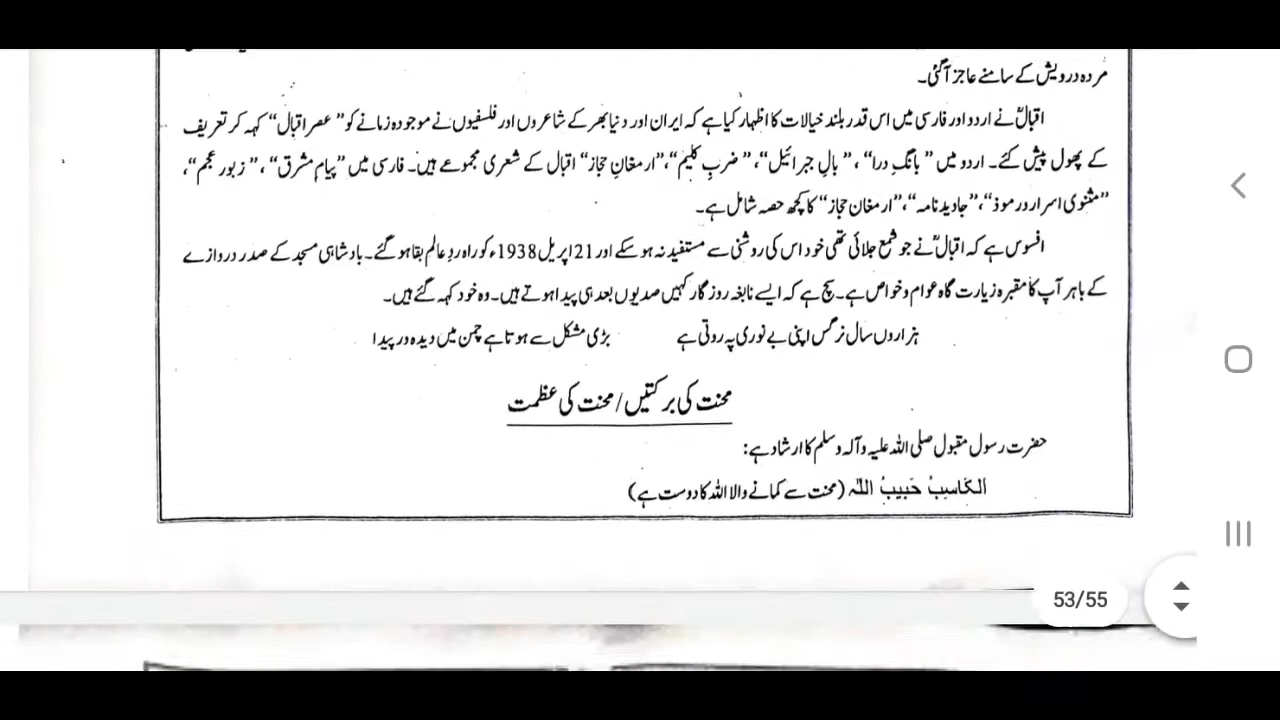 مردہ درویش کے سامنے عاجز آ گئی۔
اقبالؒ نے اردو اور فارسی میں اس قدر بلند خیالات کا اظہار کیا ہے کہ ایران اور دنیا بھر کے شاعروں اور فلسفیوں نے موجودہ زمانے کو ”عصر اقبال“ کہہ کر تعریف
کے پھول پیش کئے۔ اردو میں ”بانگِ درا“، ”بالِ جبرائیل“، ”ضربِ کلیم“، ”ارمغانِ حجاز“ اقبال کے شعری مجموعے ہیں۔ فارسی میں ”پیامِ مشرق“، ”زبور عجم“،
”مثنوی اسرار و رموذ“، ”جاوید نامہ“، ”ارمغان حجاز“ کا کچھ حصہ شامل ہے۔
افسوس ہے کہ اقبالؒ نے جو شمع جلائی تھی خود اس کی روشنی سے مستفید نہ ہو سکے اور 21 اپریل 1938ء کو راہ رِد عالم بقا ہو گئے۔ بادشاہی مسجد کے صدر دروازے
کے باہر آپ کا مقبرہ زیارت گاہ عوام و خواص ہے۔ سچ ہے کہ ایسے نابغہ روزگار کہیں صدیوں بعد ہی پیدا ہوتے ہیں۔ وہ خود کہہ گئے ہیں۔
ہزاروں سال نرگس اپنی بے نوری پہ روتی ہے بڑی مشکل سے ہوتا ہے چمن میں دیدہ ور پیدا
محنت کی برکتیں/محنت کی عظمت
حضرت رسول مقبول صلی اللہ علیہ وآلہ وسلم کا ارشاد ہے:
اَلکَاسِبُ حَبِیبُ اللّٰہ (محنت سے کمانے والا اللہ کا دوست ہے)
53/55